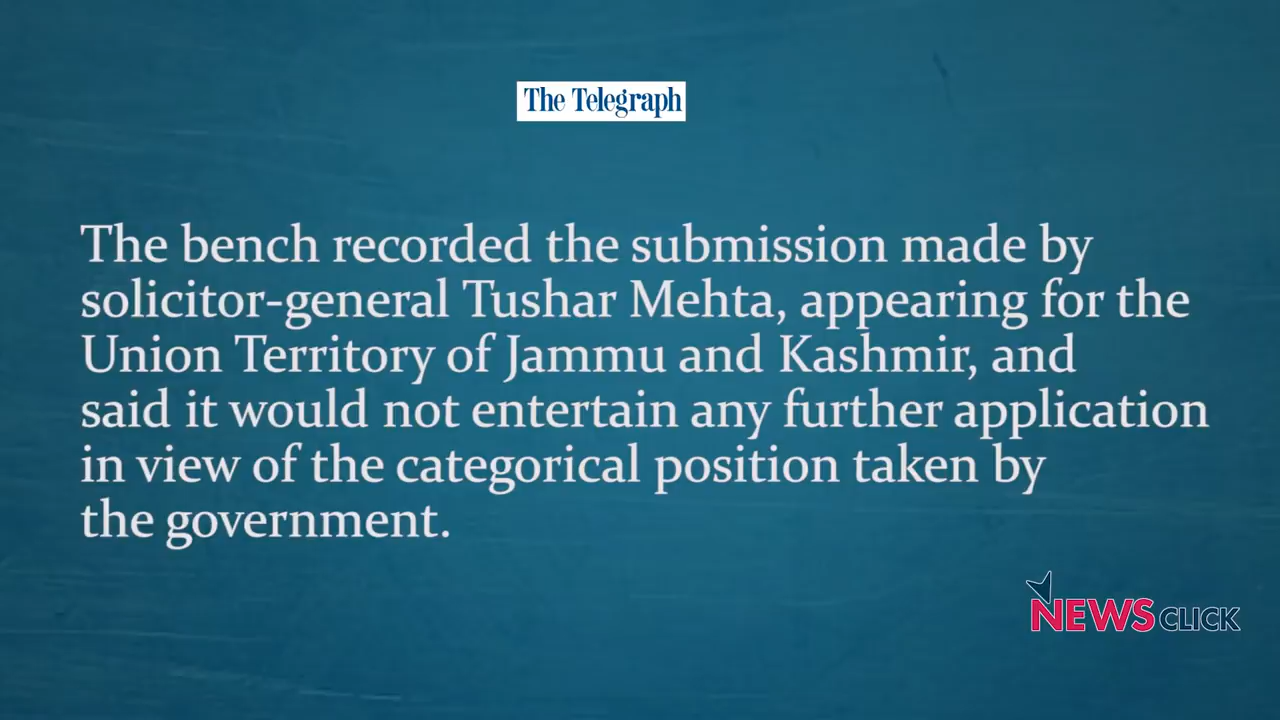 The Telegraph
The bench recorded the submission made by
solicitor-general Tushar Mehta, appearing for the
Union Territory of Jammu and Kashmir, and
said it would not entertain any further application
in view of the categorical position taken by
the government.
NEWSCLICK